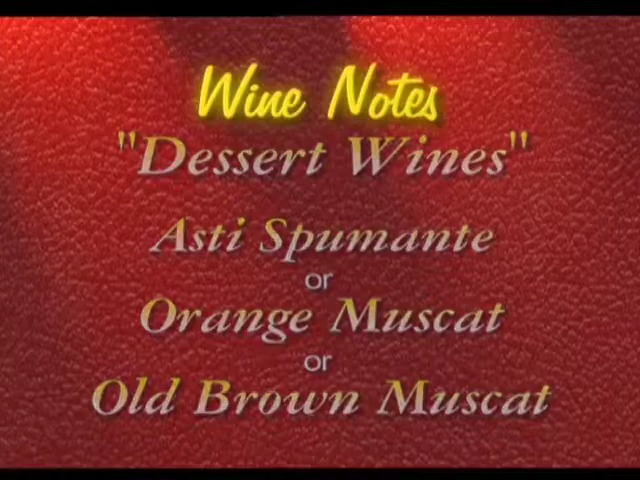 Wine Notes
"Dessert Wines"
Asti Spumante
or
Orange Muscat
or
Old Brown Muscat